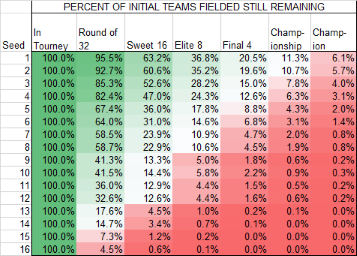 PERCENT OF INITIAL TEAMS FIELDED STILL REMAINING
Seed In Tourney Round of 32 Sweet 16 Elite 8 Final 4 Champ-ionship Champ-ion
1 100.0% 95.5% 63.2% 36.8% 20.5% 11.3% 6.1%
2 100.0% 92.7% 60.6% 35.2% 19.6% 10.7% 5.7%
3 100.0% 85.3% 52.6% 28.2% 15.0% 7.8% 4.0%
4 100.0% 82.4% 47.0% 24.3% 12.6% 6.3% 3.1%
5 100.0% 67.4% 36.0% 17.8% 8.8% 4.3% 2.0%
6 100.0% 64.0% 31.0% 14.6% 6.8% 3.1% 1.4%
7 100.0% 58.5% 23.9% 10.9% 4.7% 2.0% 0.8%
8 100.0% 58.7% 22.9% 10.6% 4.5% 1.9% 0.8%
9 100.0% 41.3% 13.3% 5.0% 1.8% 0.6% 0.2%
10 100.0% 41.5% 14.4% 5.8% 2.2% 0.9% 0.3%
11 100.0% 36.0% 12.9% 4.4% 1.5% 0.5% 0.2%
12 100.0% 32.6% 12.6% 4.4% 1.6% 0.6% 0.2%
13 100.0% 17.6% 4.5% 1.0% 0.2% 0.1% 0.0%
14 100.0% 14.7% 3.4% 0.7% 0.1% 0.0% 0.0%
15 100.0% 7.3% 1.2% 0.2% 0.0% 0.0% 0.0%
16 100.0% 4.5% 0.6% 0.1% 0.0% 0.0% 0.0%